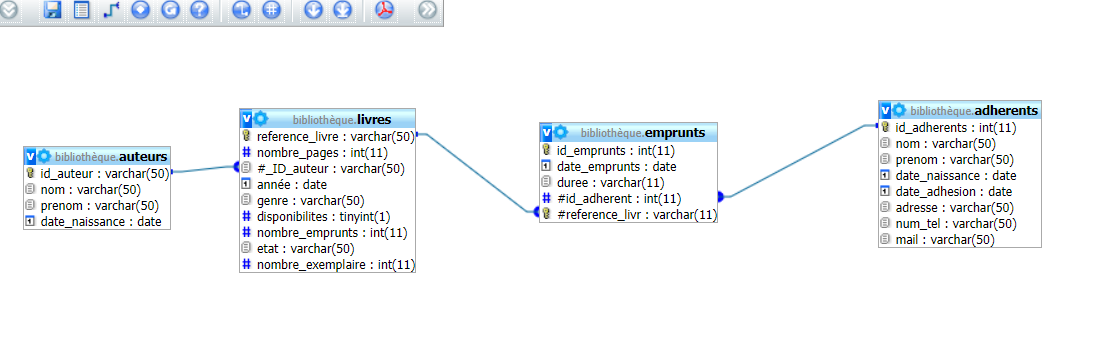 bibliothèque.auteurs
id_auteur : varchar(50)
nom : varchar(50)
prenom : varchar(50)
date_naissance : date
bibliothèque.livres
reference_livre : varchar(50)
nombre_pages : int(11)
#_ID_auteur : varchar(50)
année : date
genre : varchar(50)
disponibilites : tinyint(1)
nombre_emprunts : int(11)
etat : varchar(50)
nombre_exemplaire : int(11)
bibliothèque.emprunts
id_emprunts : int(11)
date_emprunts : date
duree : varchar(11)
#id_adherent : int(11)
#reference_livr : varchar(11)
bibliothèque.adherents
id_adherents : int(11)
nom : varchar(50)
prenom : varchar(50)
date_naissance : date
date_adhesion : date
adresse : varchar(50)
num_tel : varchar(50)
mail : varchar(50)